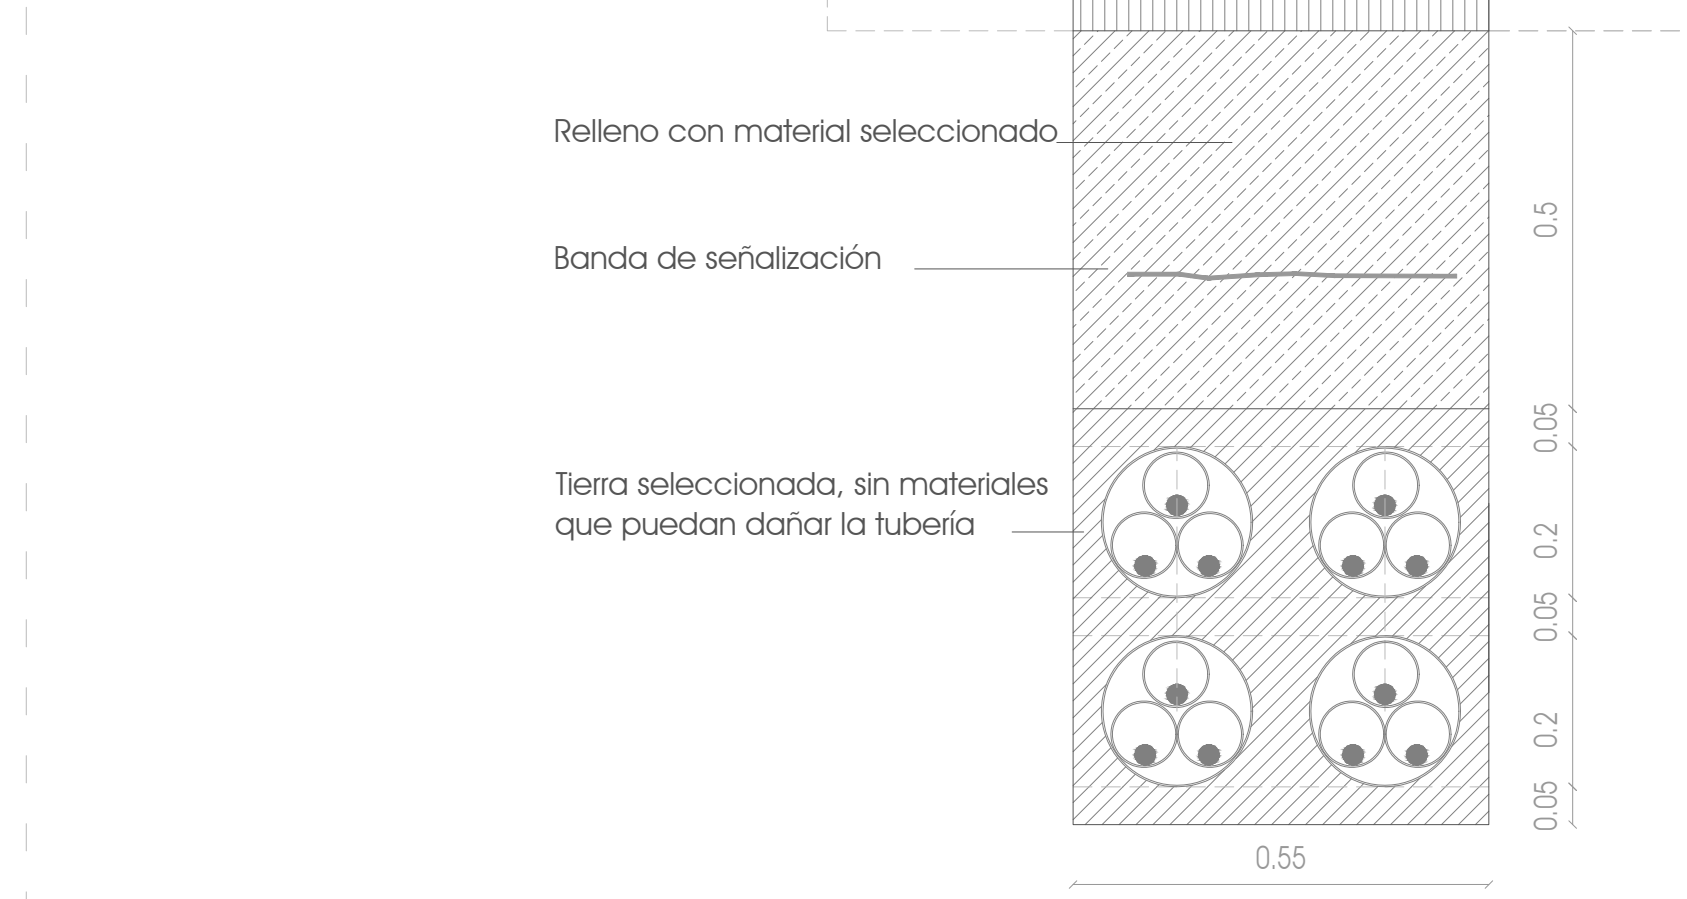 Relleno con material seleccionado
0.5
Banda de señalización
0.05
Tierra seleccionada, sin materiales
que puedan dañar la tubería
0.2
0.05
0.2
0.05
0.55